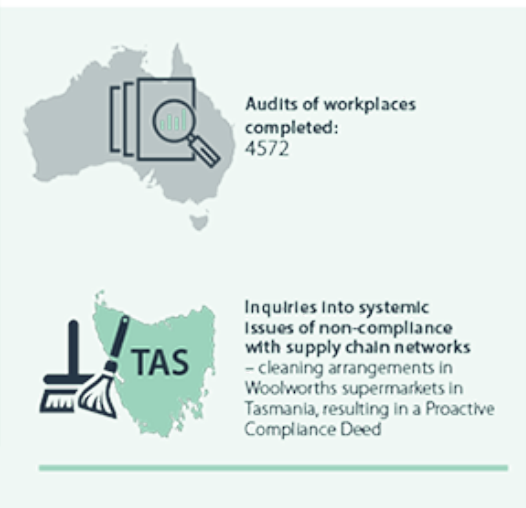 Audits of workplaces
completed:
4572
TAS
Inquiries into systemic
issues of non-compliance
with supply chain networks
– cleaning arrangements in
Woolworths supermarkets in
Tasmania, resulting in a Proactive
Compliance Deed